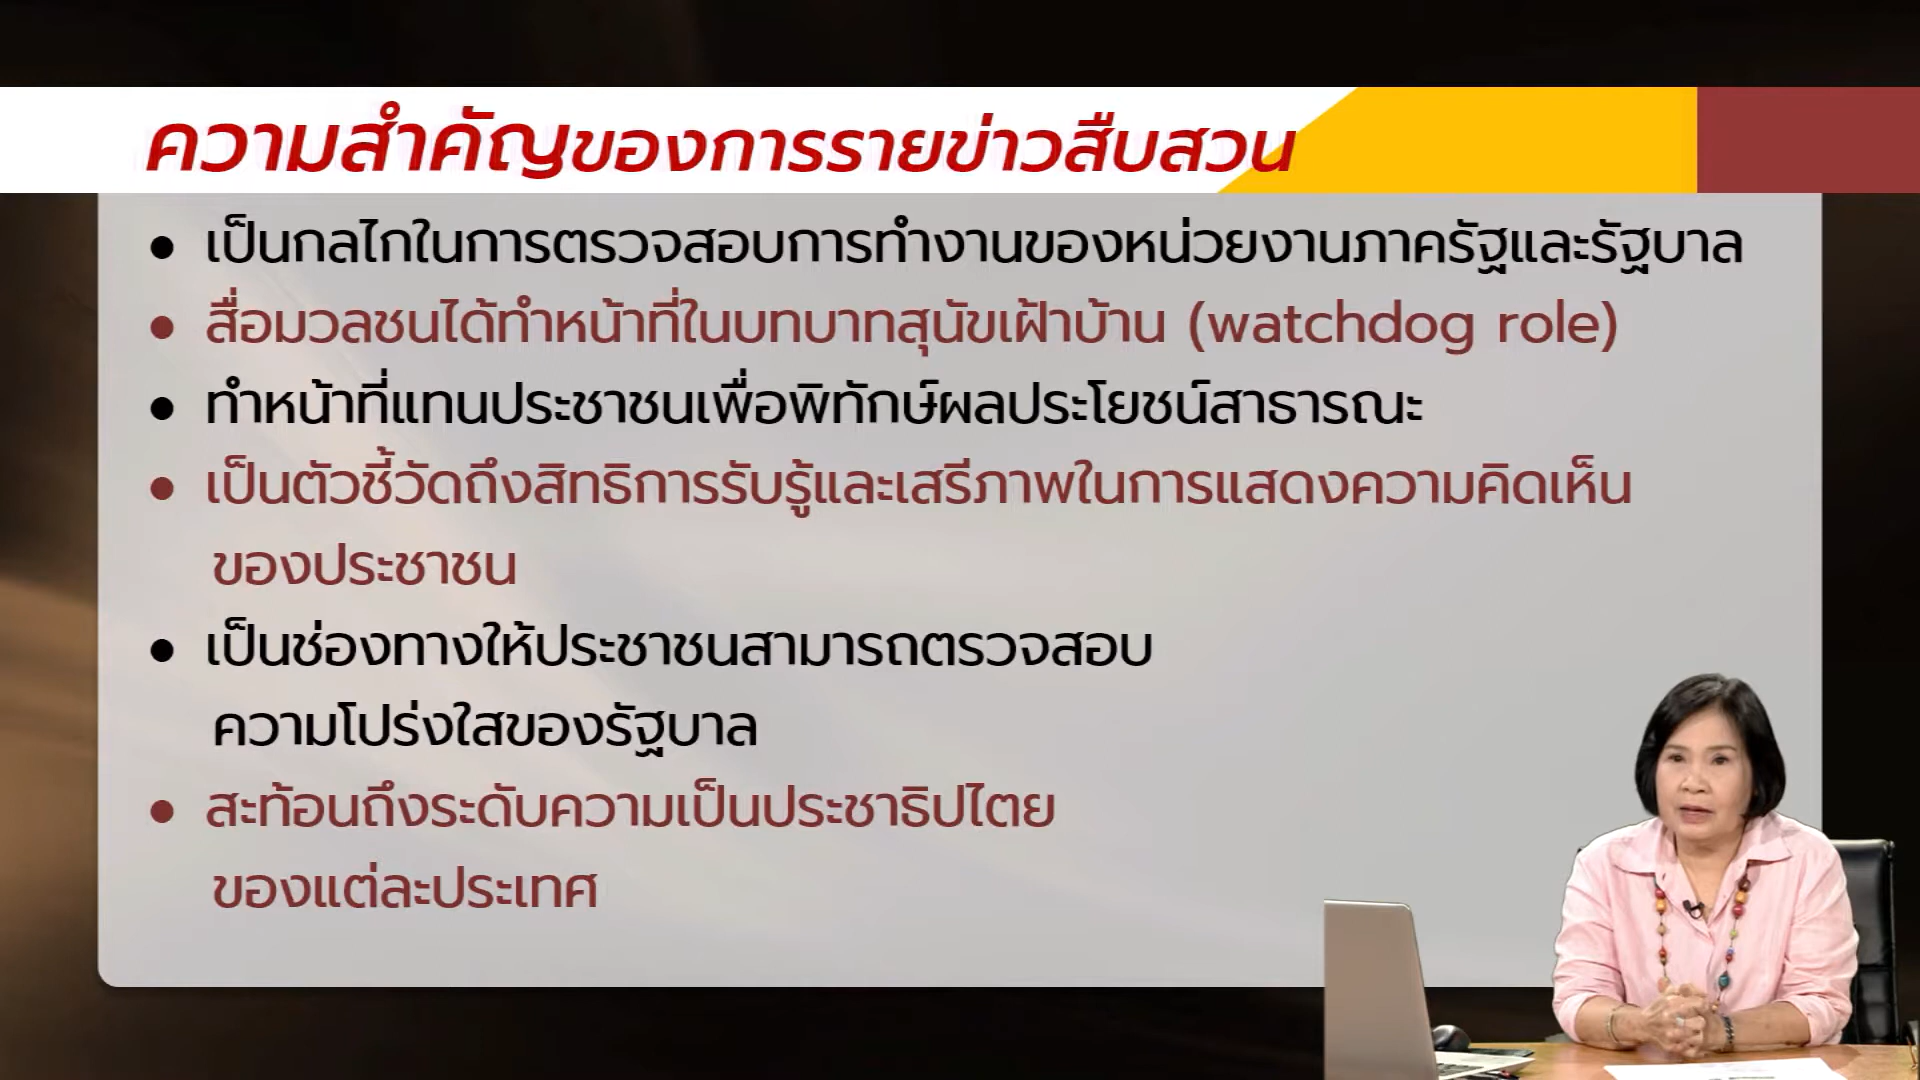 ความสำคัญของการรายข่าวสืบสวน
● เป็นกลไกในการตรวจสอบการทำงานของหน่วยงานภาครัฐและรัฐบาล
● สื่อมวลชนได้ทำหน้าที่ในบทบาทสุนัขเฝ้าบ้าน (watchdog role)
● ทำหน้าที่แทนประชาชนเพื่อพิทักษ์ผลประโยชน์สาธารณะ
● เป็นตัวชี้วัดถึงสิทธิการรับรู้และเสรีภาพในการแสดงความคิดเห็น
ของประชาชน
● เป็นช่องทางให้ประชาชนสามารถตรวจสอบ
ความโปร่งใสของรัฐบาล
● สะท้อนถึงระดับความเป็นประชาธิปไตย
ของแต่ละประเทศ